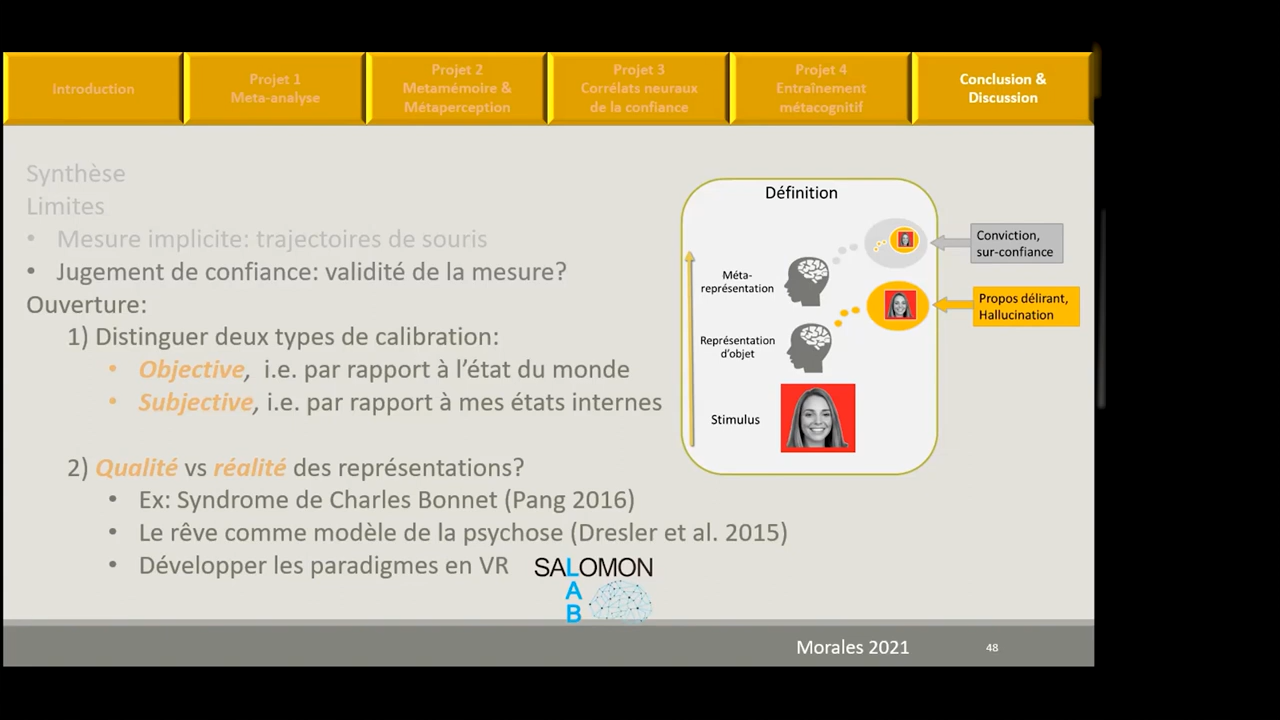 Introduction
Projet 1
Meta-analyse
Projet 2
Metamémoire &
Métaperception
Projet 3
Corrélats neuraux
de la confiance
Projet 4
Entraînement
métacognitif
Conclusion &
Discussion
Synthèse
Limites
• Mesure implicite: trajectoires de souris
• Jugement de confiance: validité de la mesure?
Ouverture:
1) Distinguer deux types de calibration:
• Objective, i.e. par rapport à l'état du monde
• Subjective, i.e. par rapport à mes états internes
2) Qualité vs réalité des représentations?
• Ex: Syndrome de Charles Bonnet (Pang 2016)
• Le rêve comme modèle de la psychose (Dresler et al. 2015)
• Développer les paradigmes en VR
SALOMON
LAB
Définition
Méta-
représentation
Représentation
d'objet
Stimulus
Conviction,
sur-confiance
Propos délirant,
Hallucination
Morales 2021
48